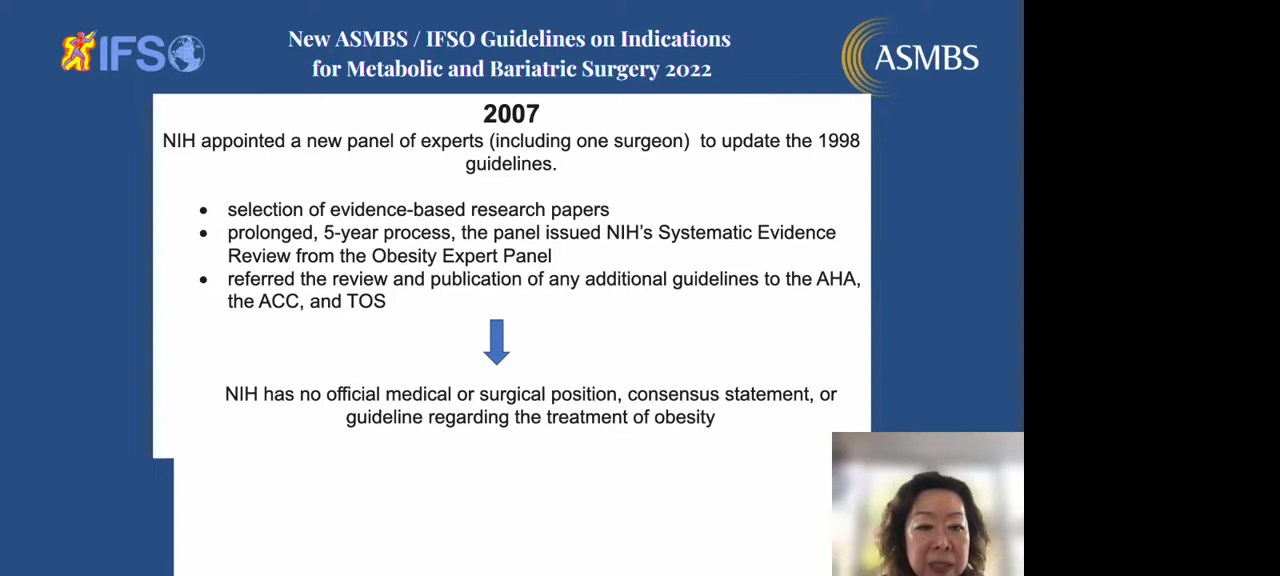 IFSO
New ASMBS / IFSO Guidelines on Indications
for Metabolic and Bariatric Surgery 2022
ASMBS
2007
NIH appointed a new panel of experts (including one surgeon) to update the 1998
guidelines.
• selection of evidence-based research papers
• prolonged, 5-year process, the panel issued NIH’s Systematic Evidence
Review from the Obesity Expert Panel
• referred the review and publication of any additional guidelines to the AHA,
the ACC, and TOS
NIH has no official medical or surgical position, consensus statement, or
guideline regarding the treatment of obesity